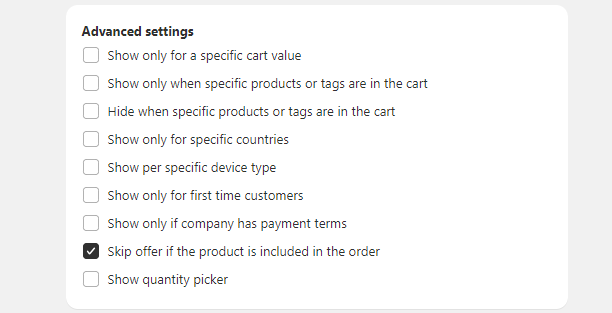 Advanced settings
Show only for a specific cart value
Show only when specific products or tags are in the cart
Hide when specific products or tags are in the cart
Show only for specific countries
Show per specific device type
Show only for first time customers
Show only if company has payment terms
Skip offer if the product is included in the order
Show quantity picker